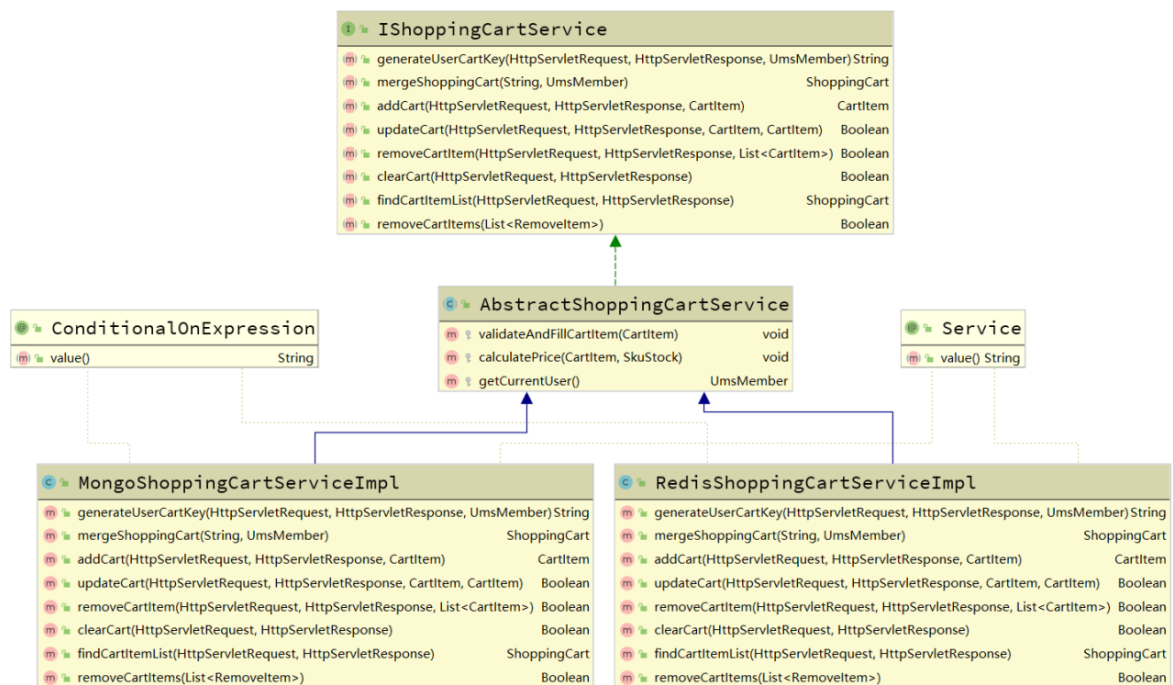 IShoppingCartService
generateUserCartKey(HttpServletRequest, HttpServletResponse, UmsMember) String
mergeShoppingCart(String, UmsMember) ShoppingCart
addCart(HttpServletRequest, HttpServletResponse, CartItem) CartItem
updateCart(HttpServletRequest, HttpServletResponse, CartItem, CartItem) Boolean
removeCartItem(HttpServletRequest, HttpServletResponse, List<CartItem>) Boolean
clearCart(HttpServletRequest, HttpServletResponse) Boolean
findCartItemList(HttpServletRequest, HttpServletResponse) ShoppingCart
removeCartItems(List<RemoveItem>) Boolean
AbstractShoppingCartService
validateAndFillCartItem(CartItem) void
calculatePrice(CartItem, SkuStock) void
getCurrentUser() UmsMember
ConditionalOnExpression
value() String
Service
value() String
MongoShoppingCartServiceImpl
generateUserCartKey(HttpServletRequest, HttpServletResponse, UmsMember) String
mergeShoppingCart(String, UmsMember) ShoppingCart
addCart(HttpServletRequest, HttpServletResponse, CartItem) CartItem
updateCart(HttpServletRequest, HttpServletResponse, CartItem, CartItem) Boolean
removeCartItem(HttpServletRequest, HttpServletResponse, List<CartItem>) Boolean
clearCart(HttpServletRequest, HttpServletResponse) Boolean
findCartItemList(HttpServletRequest, HttpServletResponse) ShoppingCart
removeCartItems(List<RemoveItem>) Boolean
RedisShoppingCartServiceImpl
generateUserCartKey(HttpServletRequest, HttpServletResponse, UmsMember) String
mergeShoppingCart(String, UmsMember) ShoppingCart
addCart(HttpServletRequest, HttpServletResponse, CartItem) CartItem
updateCart(HttpServletRequest, HttpServletResponse, CartItem, CartItem) Boolean
removeCartItem(HttpServletRequest, HttpServletResponse, List<CartItem>) Boolean
clearCart(HttpServletRequest, HttpServletResponse) Boolean
findCartItemList(HttpServletRequest, HttpServletResponse) ShoppingCart
removeCartItems(List<RemoveItem>) Boolean